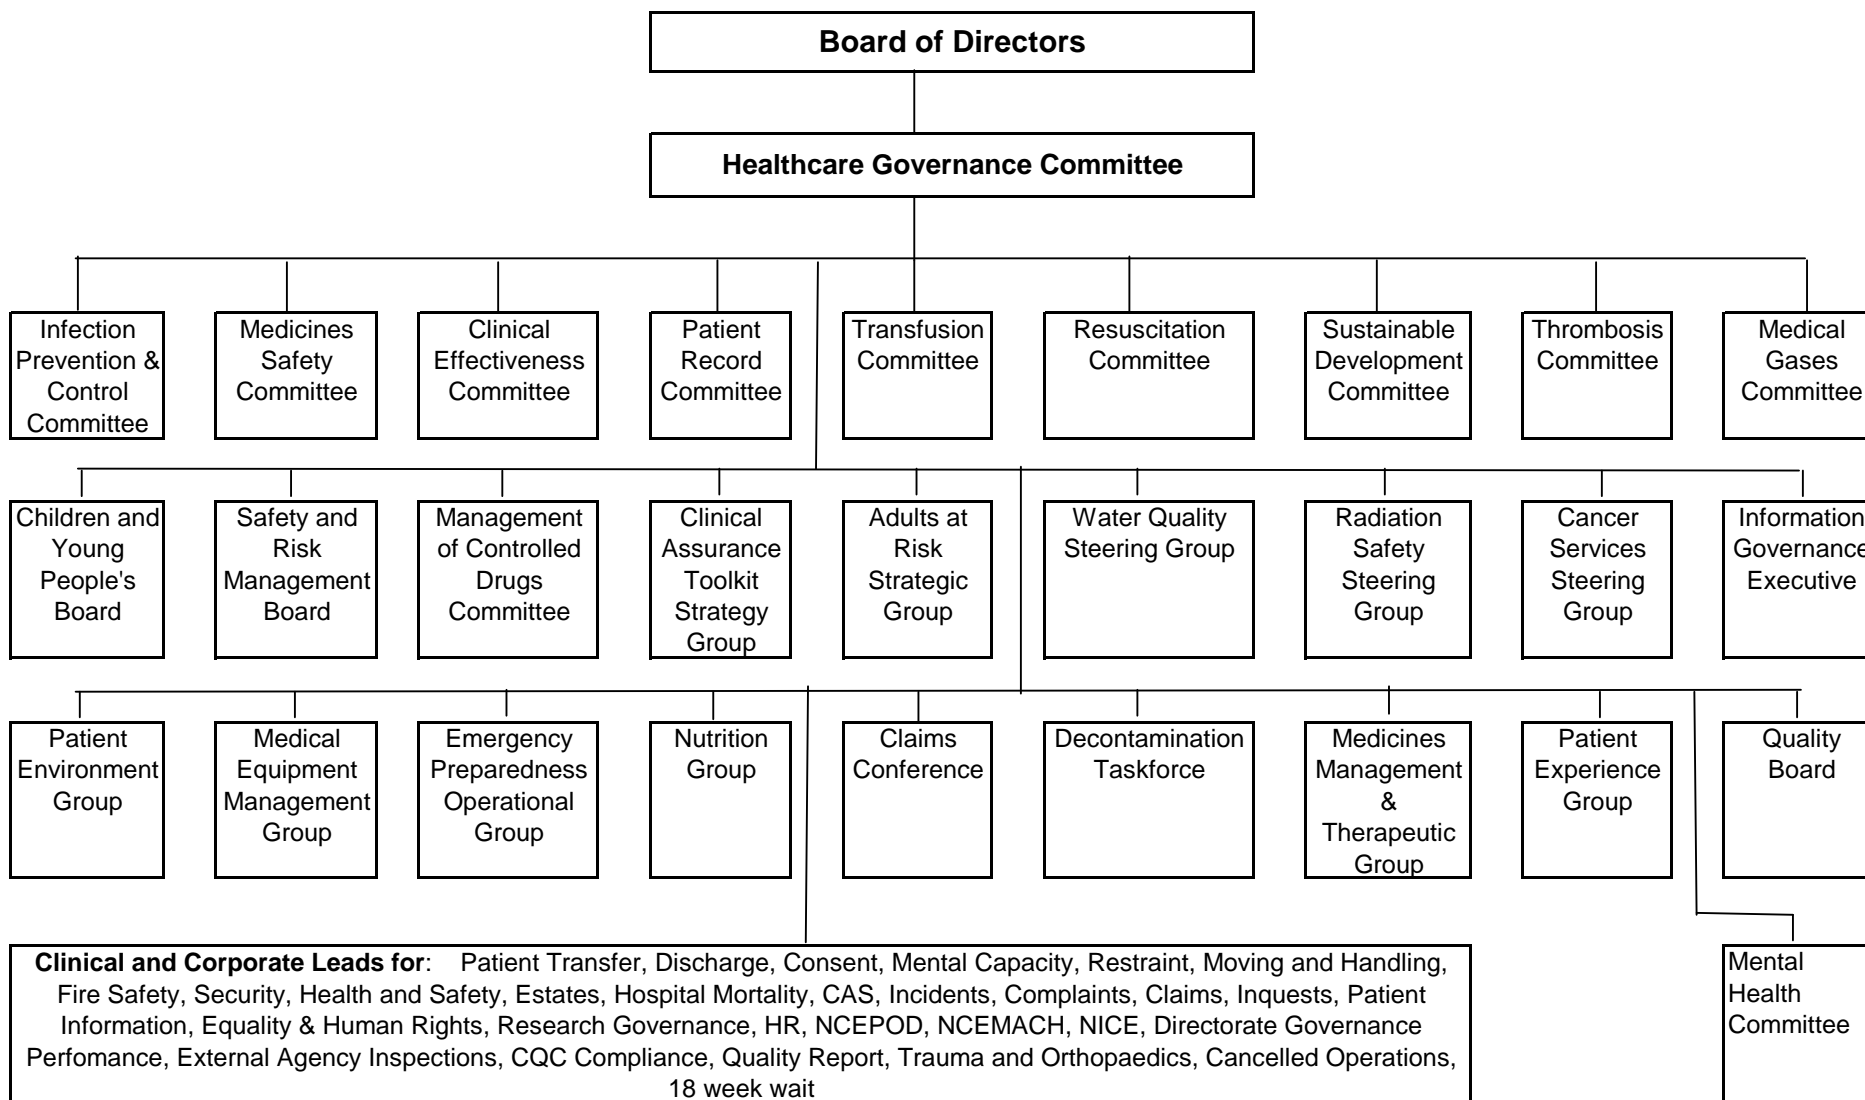 Board of Directors
Healthcare Governance Committee
Infection
Prevention &
Control
Committee
Medicines
Safety
Committee
Clinical
Effectiveness
Committee
Patient
Record
Committee
Transfusion
Committee
Resuscitation
Committee
Sustainable
Development
Committee
Thrombosis
Committee
Medical
Gases
Committee
Children and
Young
People's
Board
Safety and
Risk
Management
Board
Management
of Controlled
Drugs
Committee
Clinical
Assurance
Toolkit
Strategy
Group
Adults at
Risk
Strategic
Group
Water Quality
Steering Group
Radiation
Safety
Steering
Group
Cancer
Services
Steering
Group
Information
Governance
Executive
Patient
Environment
Group
Medical
Equipment
Management
Group
Emergency
Preparedness
Operational
Group
Nutrition
Group
Claims
Conference
Decontamination
Taskforce
Medicines
Management
&
Therapeutic
Group
Patient
Experience
Group
Quality
Board
Clinical and Corporate Leads for: Patient Transfer, Discharge, Consent, Mental Capacity, Restraint, Moving and Handling,
Fire Safety, Security, Health and Safety, Estates, Hospital Mortality, CAS, Incidents, Complaints, Claims, Inquests, Patient
Information, Equality & Human Rights, Research Governance, HR, NCEPOD, NCEMACH, NICE, Directorate Governance
Perfomance, External Agency Inspections, CQC Compliance, Quality Report, Trauma and Orthopaedics, Cancelled Operations,
18 week wait
Mental
Health
Committee